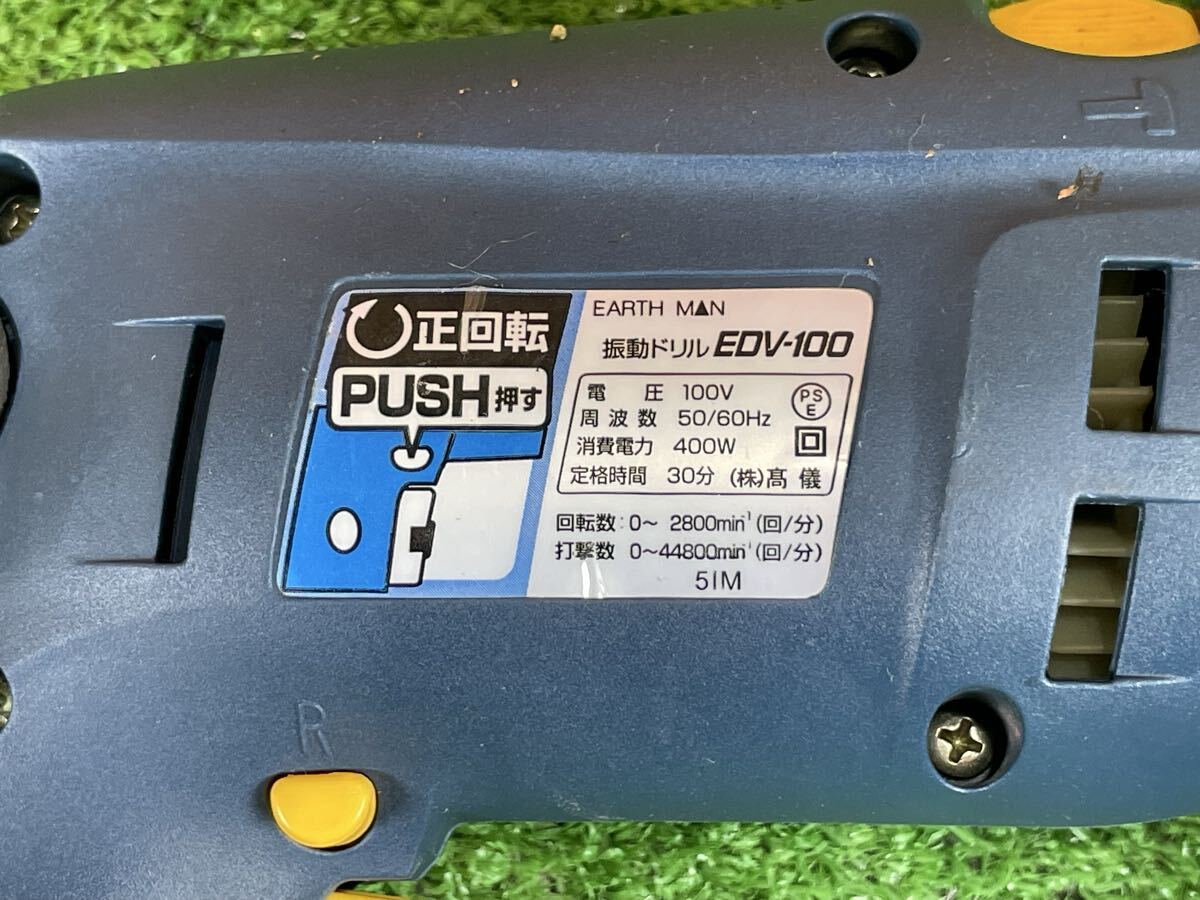 正回転
PUSH 押す
EARTH MAN
振動ドリル EDV-100
電圧 100V
周波数 50/60Hz
消費電力 400W
定格時間 30分 (株)髙儀
PS
E
回転数:0～ 2800min⁻¹(回/分)
打撃数 0～44800min⁻¹(回/分)
51M
R